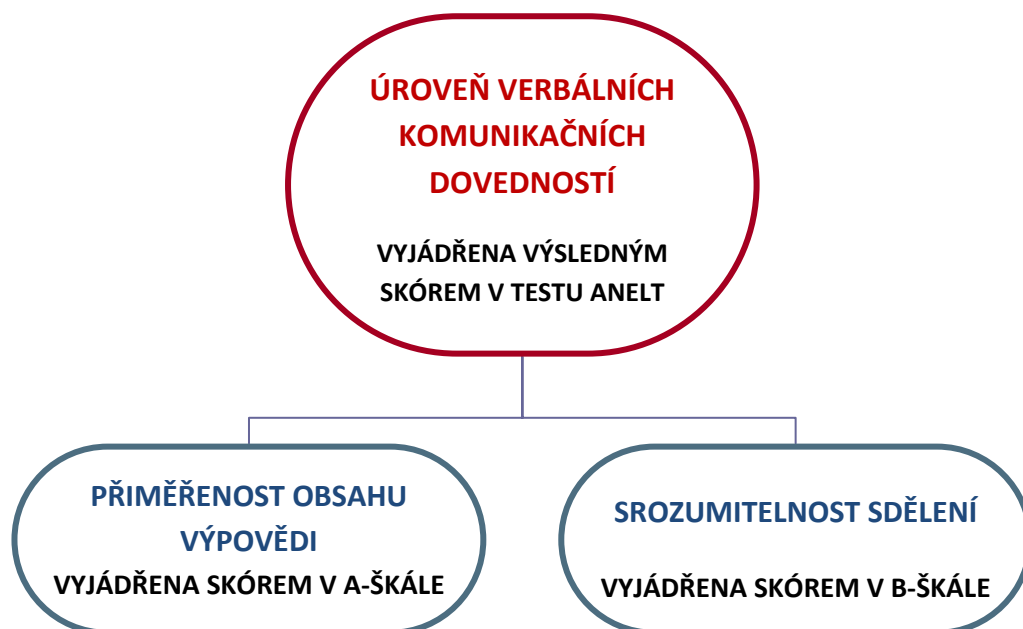 ÚROVEŇ VERBÁLNÍCH
KOMUNIKAČNÍCH
DOVEDNOSTÍ
VYJÁDŘENA VÝSLEDNÝM
SKÓREM V TESTU ANELT
PŘIMĚŘENOST OBSAHU
VÝPOVĚDI
VYJÁDŘENA SKÓREM V A-ŠKÁLE
SROZUMITELNOST SDĚLENÍ
VYJÁDŘENA SKÓREM V B-ŠKÁLE